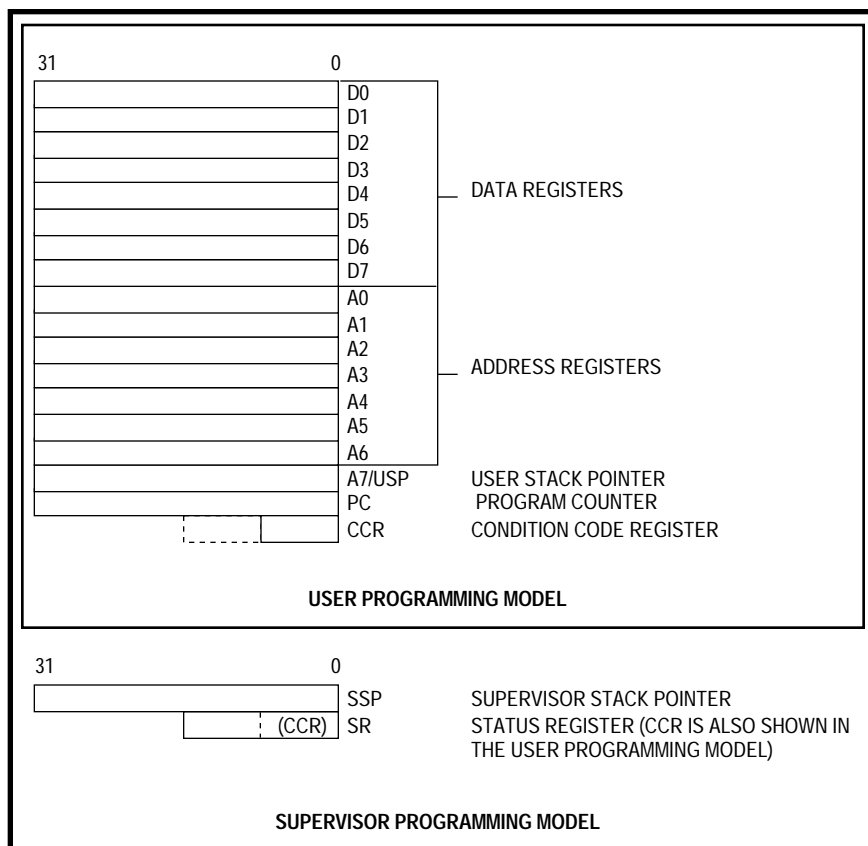 31 0
D0
D1
D2
D3
D4 DATA REGISTERS
D5
D6
D7
A0
A1
A2
A3 ADDRESS REGISTERS
A4
A5
A6
A7/USP USER STACK POINTER
PC PROGRAM COUNTER
CCR CONDITION CODE REGISTER
USER PROGRAMMING MODEL
31 0
SSP SUPERVISOR STACK POINTER
(CCR) SR STATUS REGISTER (CCR IS ALSO SHOWN IN
THE USER PROGRAMMING MODEL)
SUPERVISOR PROGRAMMING MODEL